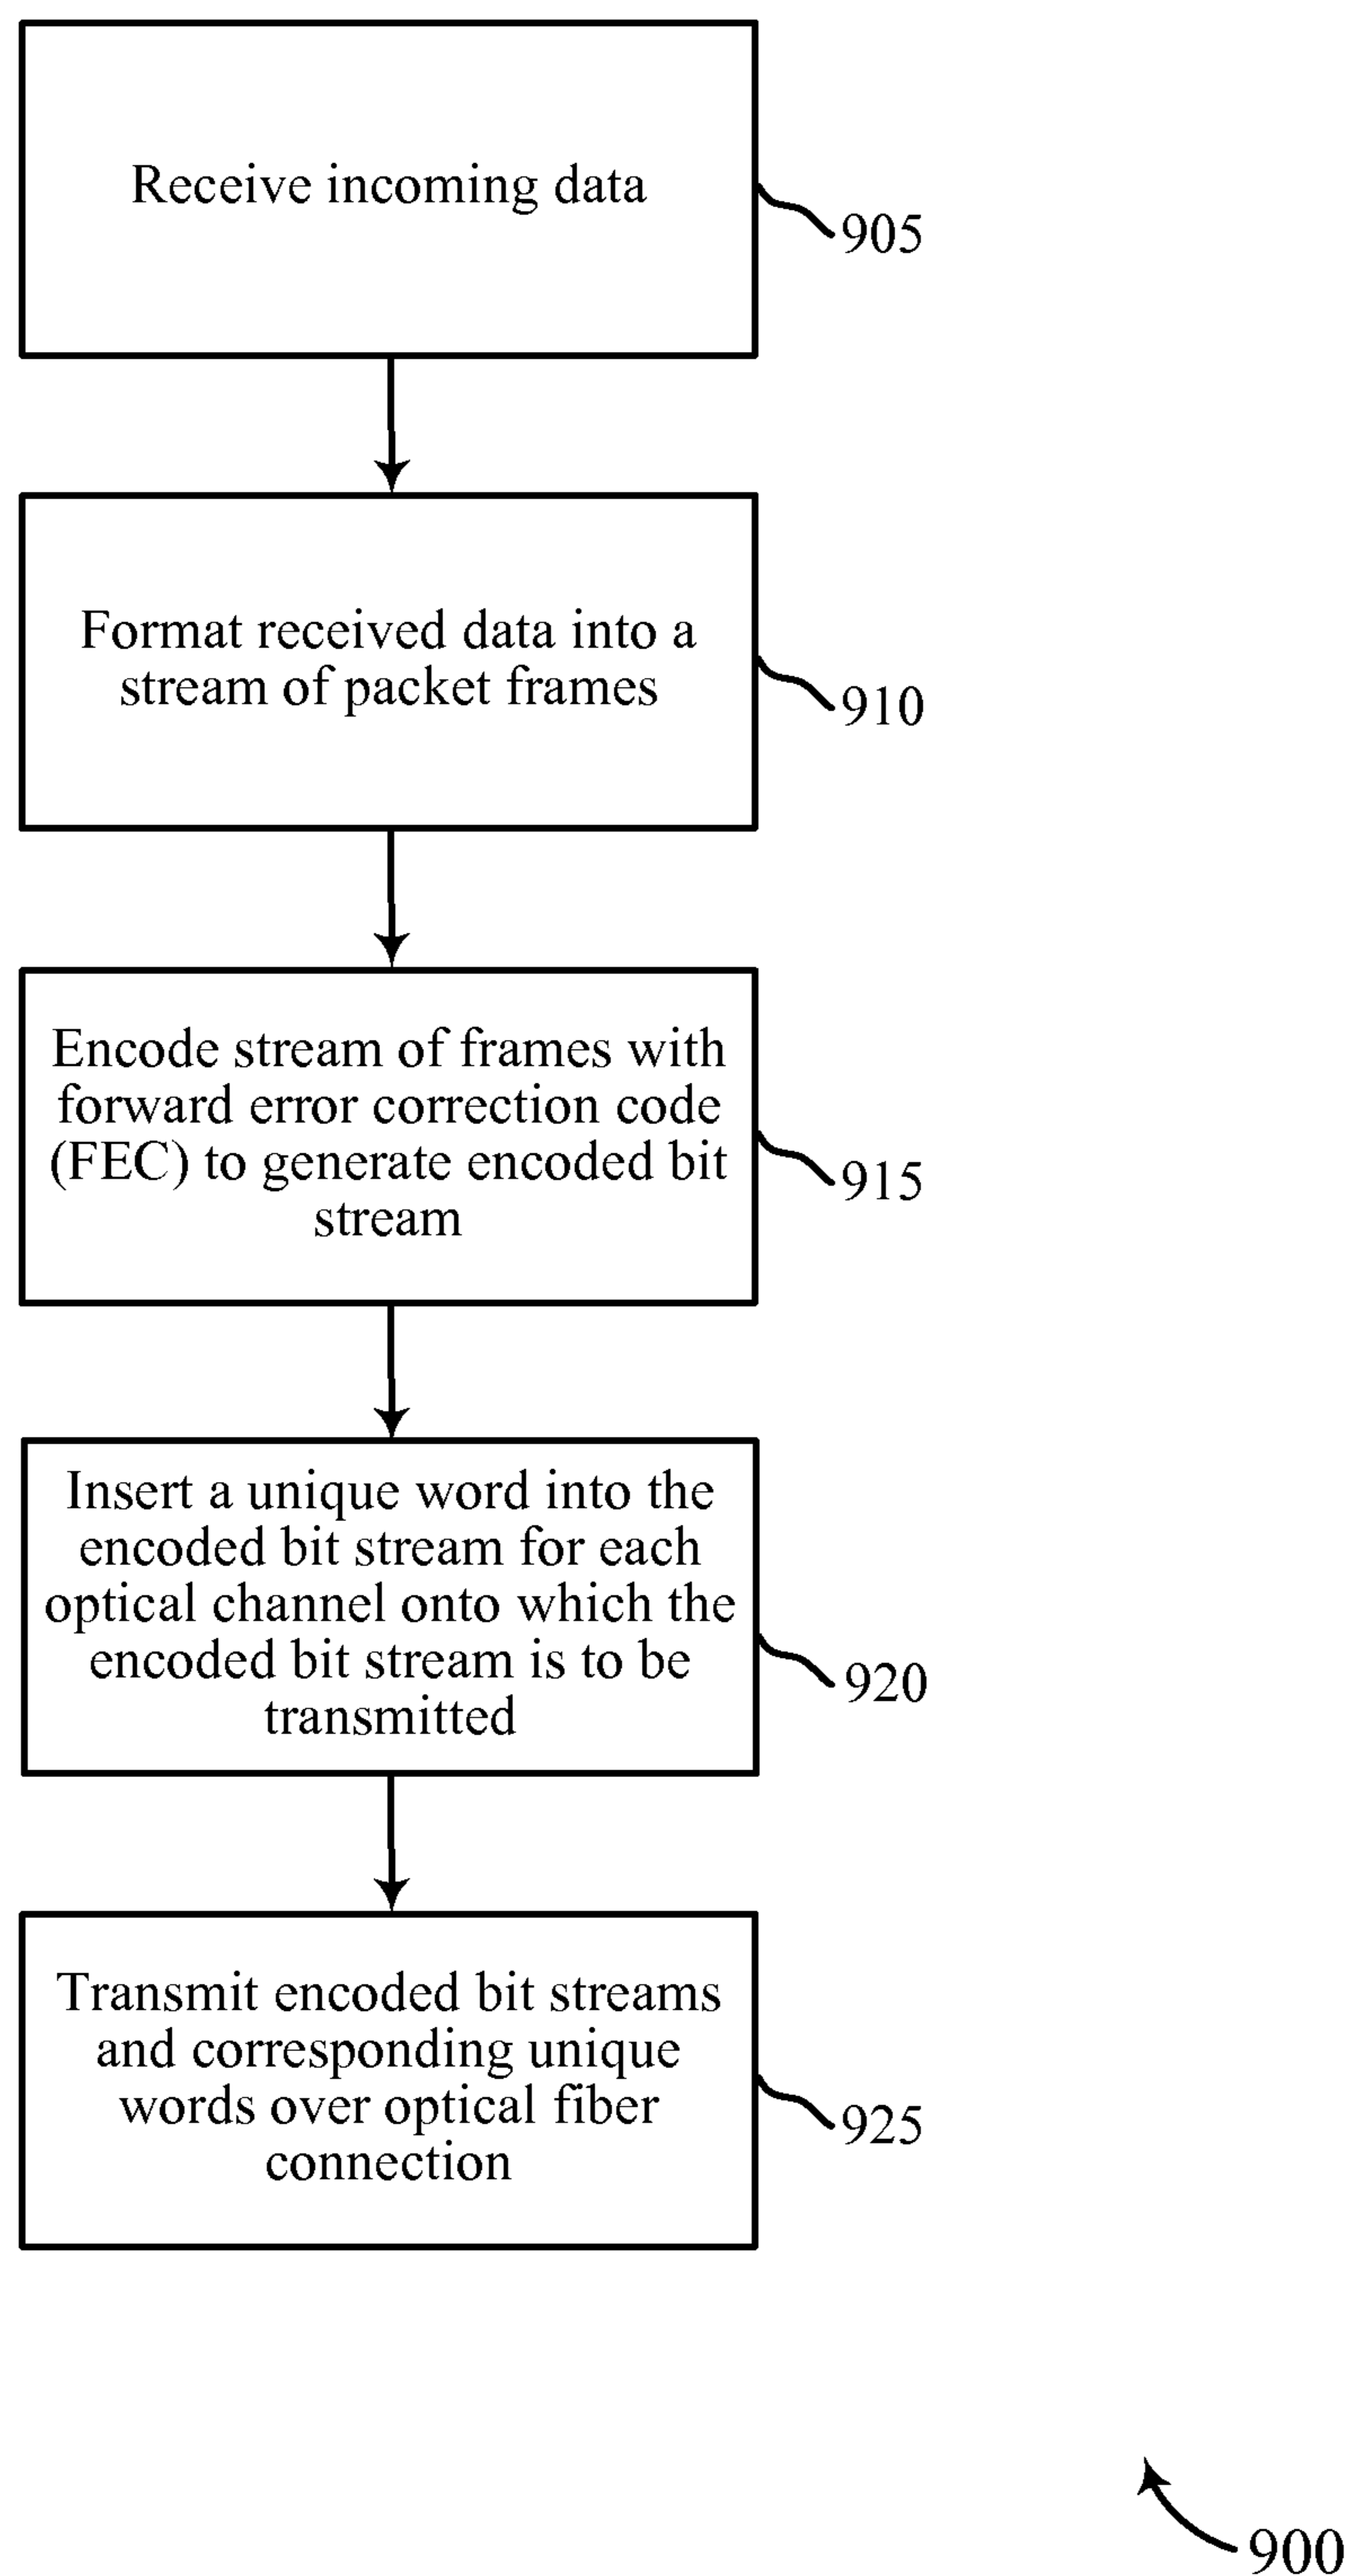 Receive incoming data
905
Format received data into a
stream of packet frames
910
Encode stream of frames with
forward error correction code
(FEC) to generate encoded bit
stream
915
Insert a unique word into the
encoded bit stream for each
optical channel onto which the
encoded bit stream is to be
transmitted
920
Transmit encoded bit streams
and corresponding unique
words over optical fiber
connection
925
900